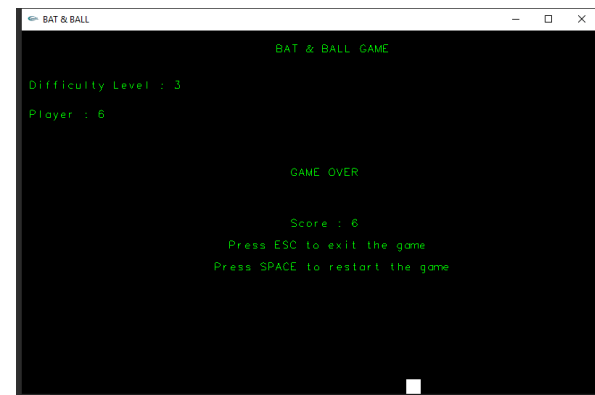 BAT & BALL
BAT & BALL GAME
Difficulty Level : 3
Player : 6
GAME OVER
Score : 6
Press ESC to exit the game
Press SPACE to restart the game